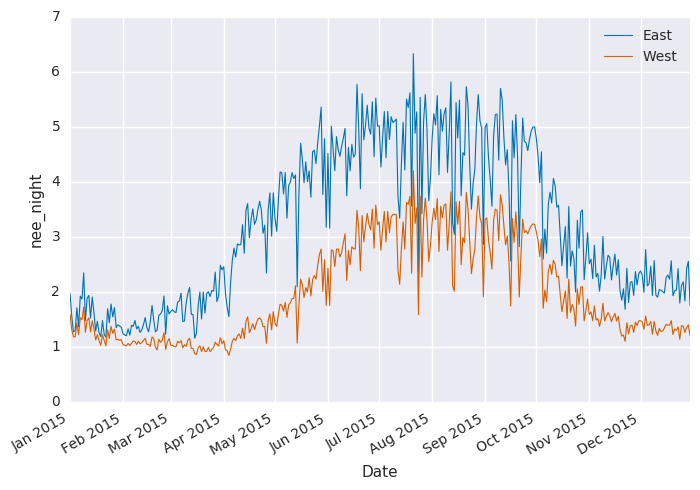 7
6
5
4
3
2
1
0
nee_night
East
West
Jan 2015
Feb 2015
Mar 2015
Apr 2015
May 2015
Jun 2015
Jul 2015
Aug 2015
Sep 2015
Oct 2015
Nov 2015
Dec 2015
Date